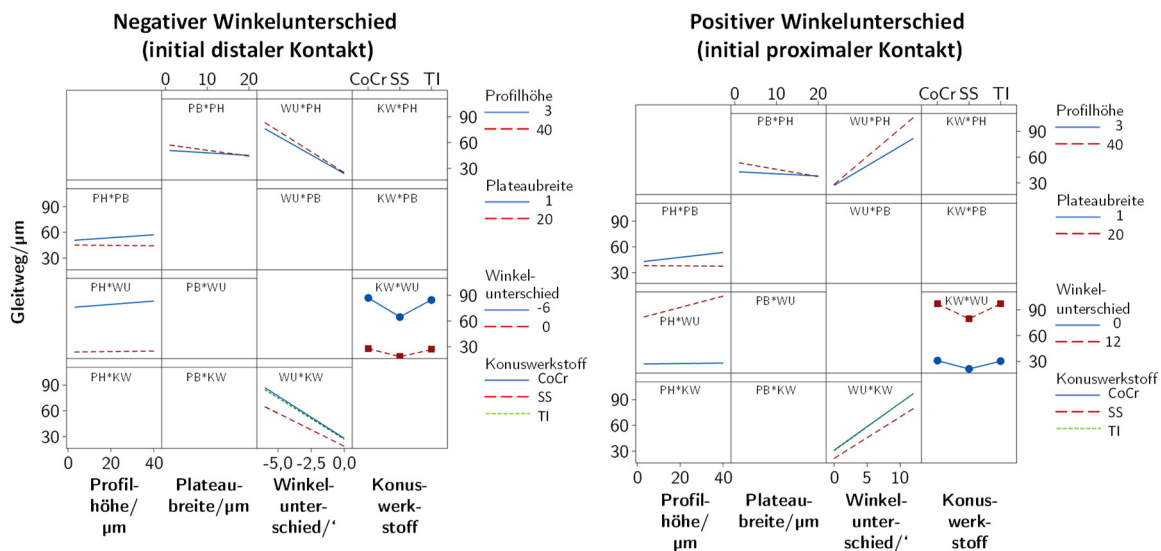 Negativer Winkelunterschied
(initial distaler Kontakt)
0 10 20 CoCr SS TI
PB*PH WU*PH KW*PH
90
60
30
Profilhöhe
3
40
PH*PB WU*PB KW*PB
90
60
30
Plateaubreite
1
20
PH*WU PB*WU KW*WU
90
60
30
Winkel-
unterschied
-6
0
PH*KW PB*KW WU*KW
90
60
30
Konuswerkstoff
CoCr
SS
TI
Gleitweg/µm
0 20 40 -5,0 -2,5 0,0
Profil- Plateau- Winkel- Konus-
höhe/ breite/µm unter- werk-
µm schied/‘ stoff
Positiver Winkelunterschied
(initial proximaler Kontakt)
0 10 20 CoCr SS TI
PB*PH WU*PH KW*PH
90
60
30
Profilhöhe
3
40
PH*PB WU*PB KW*PB
90
60
30
Plateaubreite
1
20
PH*WU PB*WU KW*WU
90
60
30
Winkel-
unterschied
0
12
PH*KW PB*KW WU*KW
90
60
30
Konuswerkstoff
CoCr
SS
TI
0 20 40 0 5 10
Profil- Plateau- Winkel- Konus-
höhe/ breite/µm unter- werk-
µm schied/‘ stoff